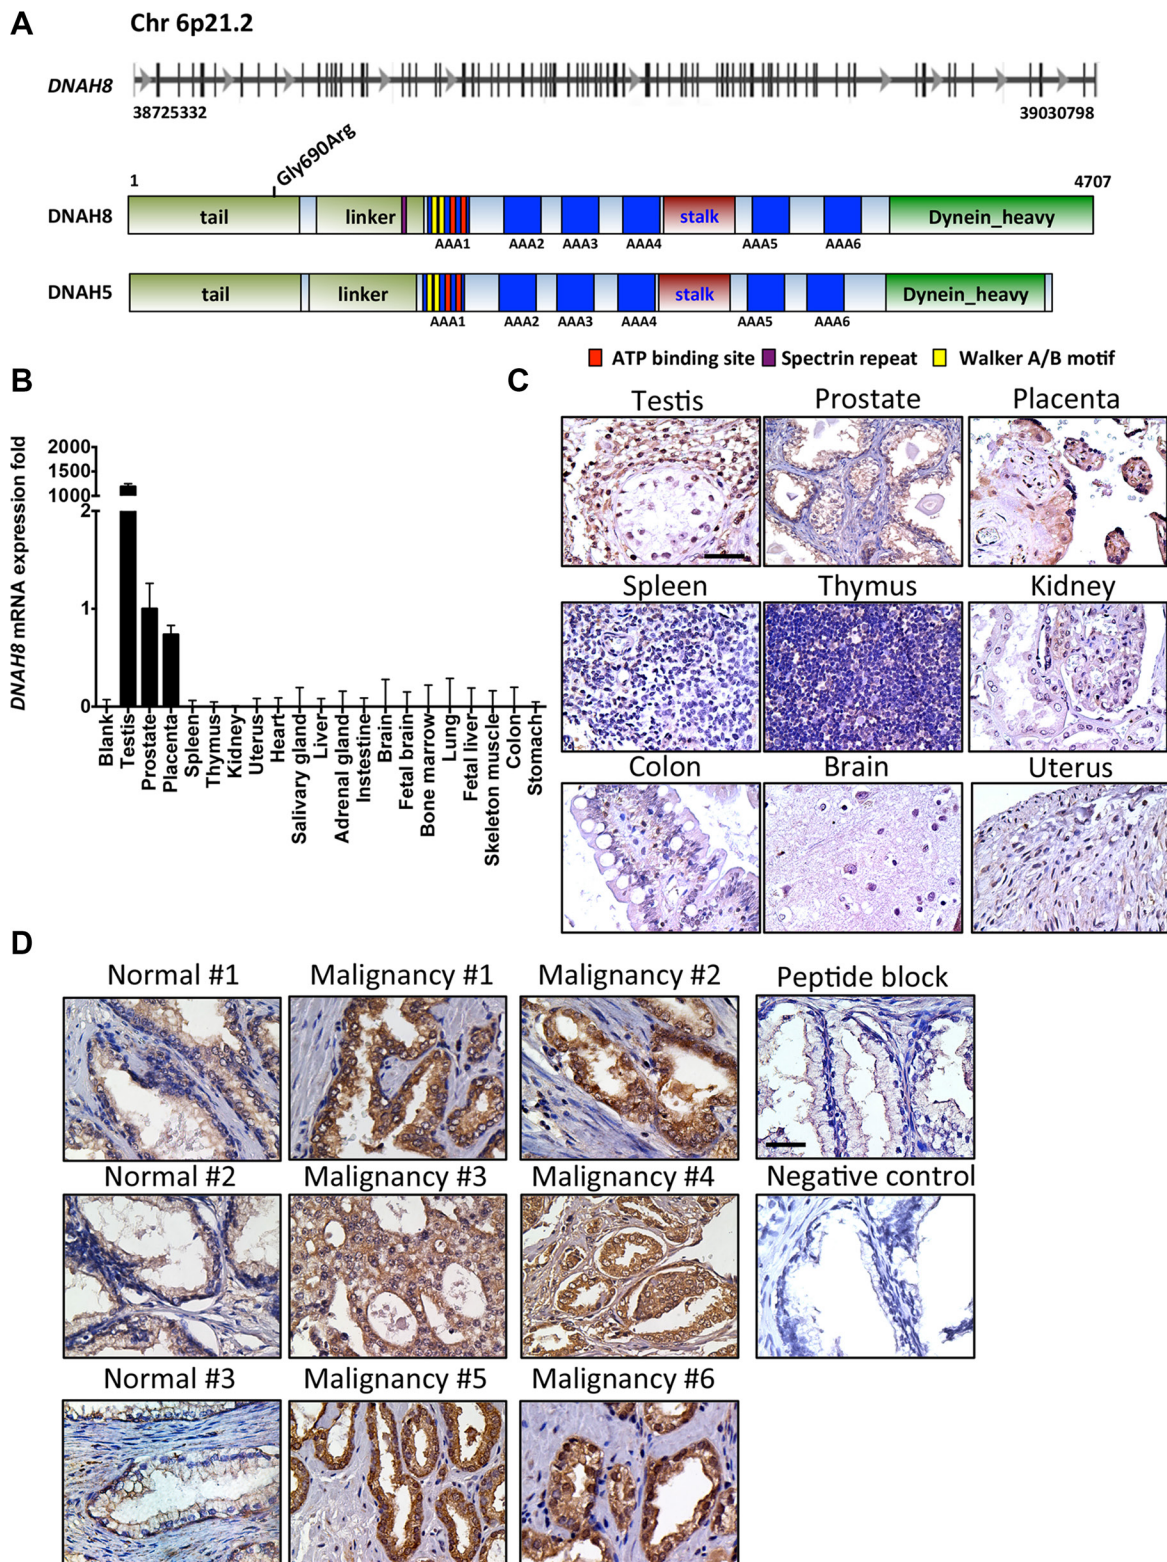 A
Chr 6p21.2
DNAH8
38725332
39030798
Gly690Arg
1
4707
DNAH8
tail
linker
stalk
Dynein_heavy
AAA1
AAA2
AAA3
AAA4
AAA5
AAA6
DNAH5
tail
linker
stalk
Dynein_heavy
AAA1
AAA2
AAA3
AAA4
AAA5
AAA6
ATP binding site
Spectrin repeat
Walker A/B motif
B
DNAH8 mRNA expression fold
2000
1500
1000
2
1
0
Blank
Testis
Prostate
Placenta
Spleen
Thymus
Kidney
Uterus
Heart
Salivary gland
Liver
Adrenal gland
Instestine
Brain
Fetal brain
Bone marrow
Lung
Fetal liver
Skeleton muscle
Colon
Stomach
C
Testis
Prostate
Placenta
Spleen
Thymus
Kidney
Colon
Brain
Uterus
D
Normal #1
Malignancy #1
Malignancy #2
Peptide block
Normal #2
Malignancy #3
Malignancy #4
Negative control
Normal #3
Malignancy #5
Malignancy #6